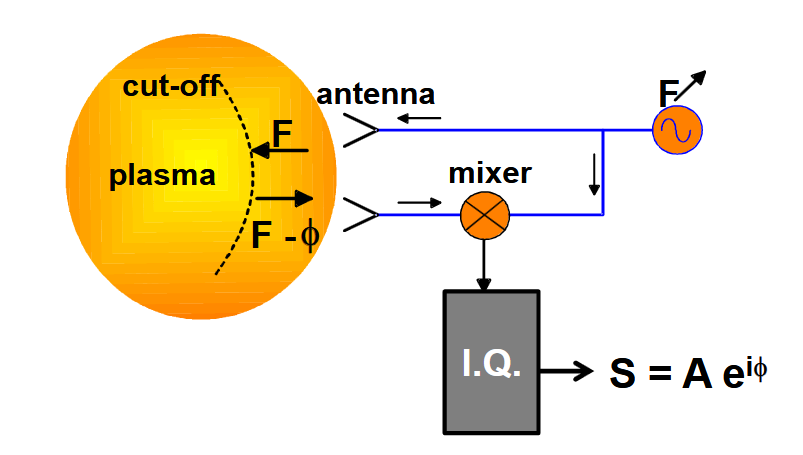 cut-off
antenna
F
F
plasma
mixer
F - ϕ
I.Q.
S = A e^iϕ